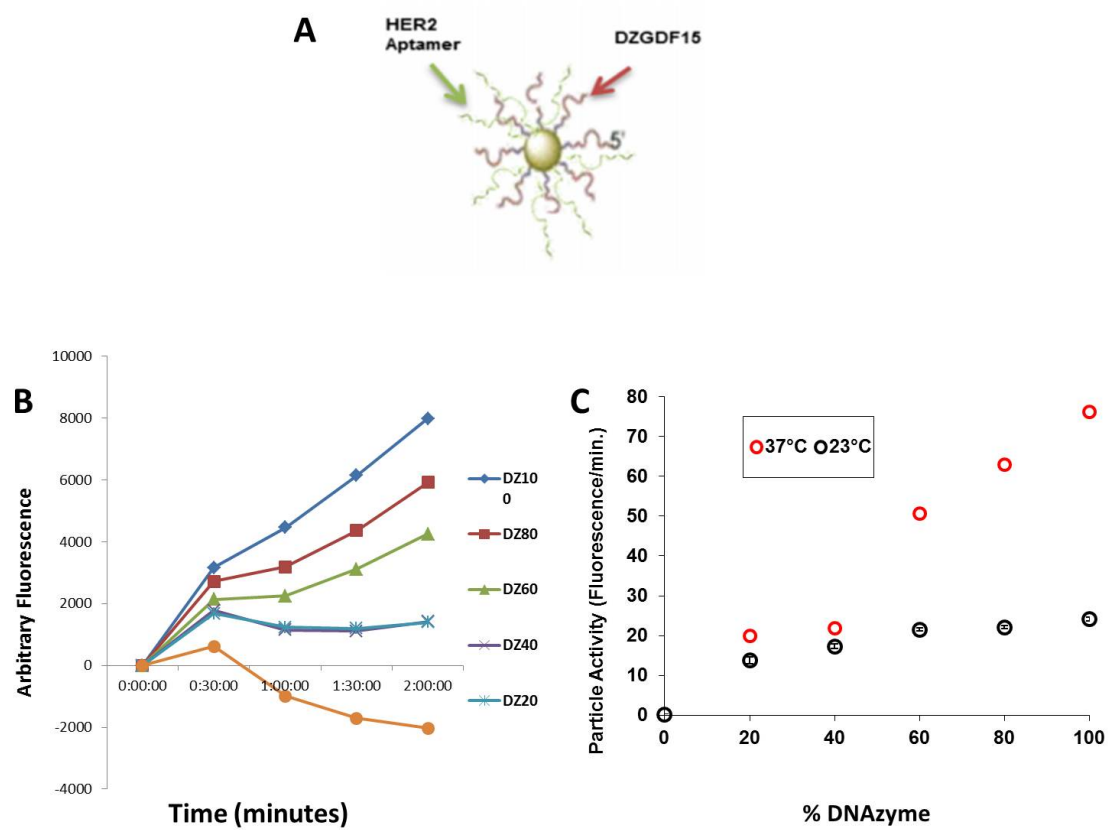 A
HER2
Aptamer
DZGDF15
5'
B
Arbitrary Fluorescence
10000
8000
6000
4000
2000
0
-2000
-4000
0:00:00 0:30:00 1:00:00 1:30:00 2:00:00
Time (minutes)
DZ10
0
DZ80
DZ60
DZ40
DZ20
C
Particle Activity (Fluorescence/min.)
80
70
60
50
40
30
20
10
0
37°C 23°C
0 20 40 60 80 100
% DNAzyme